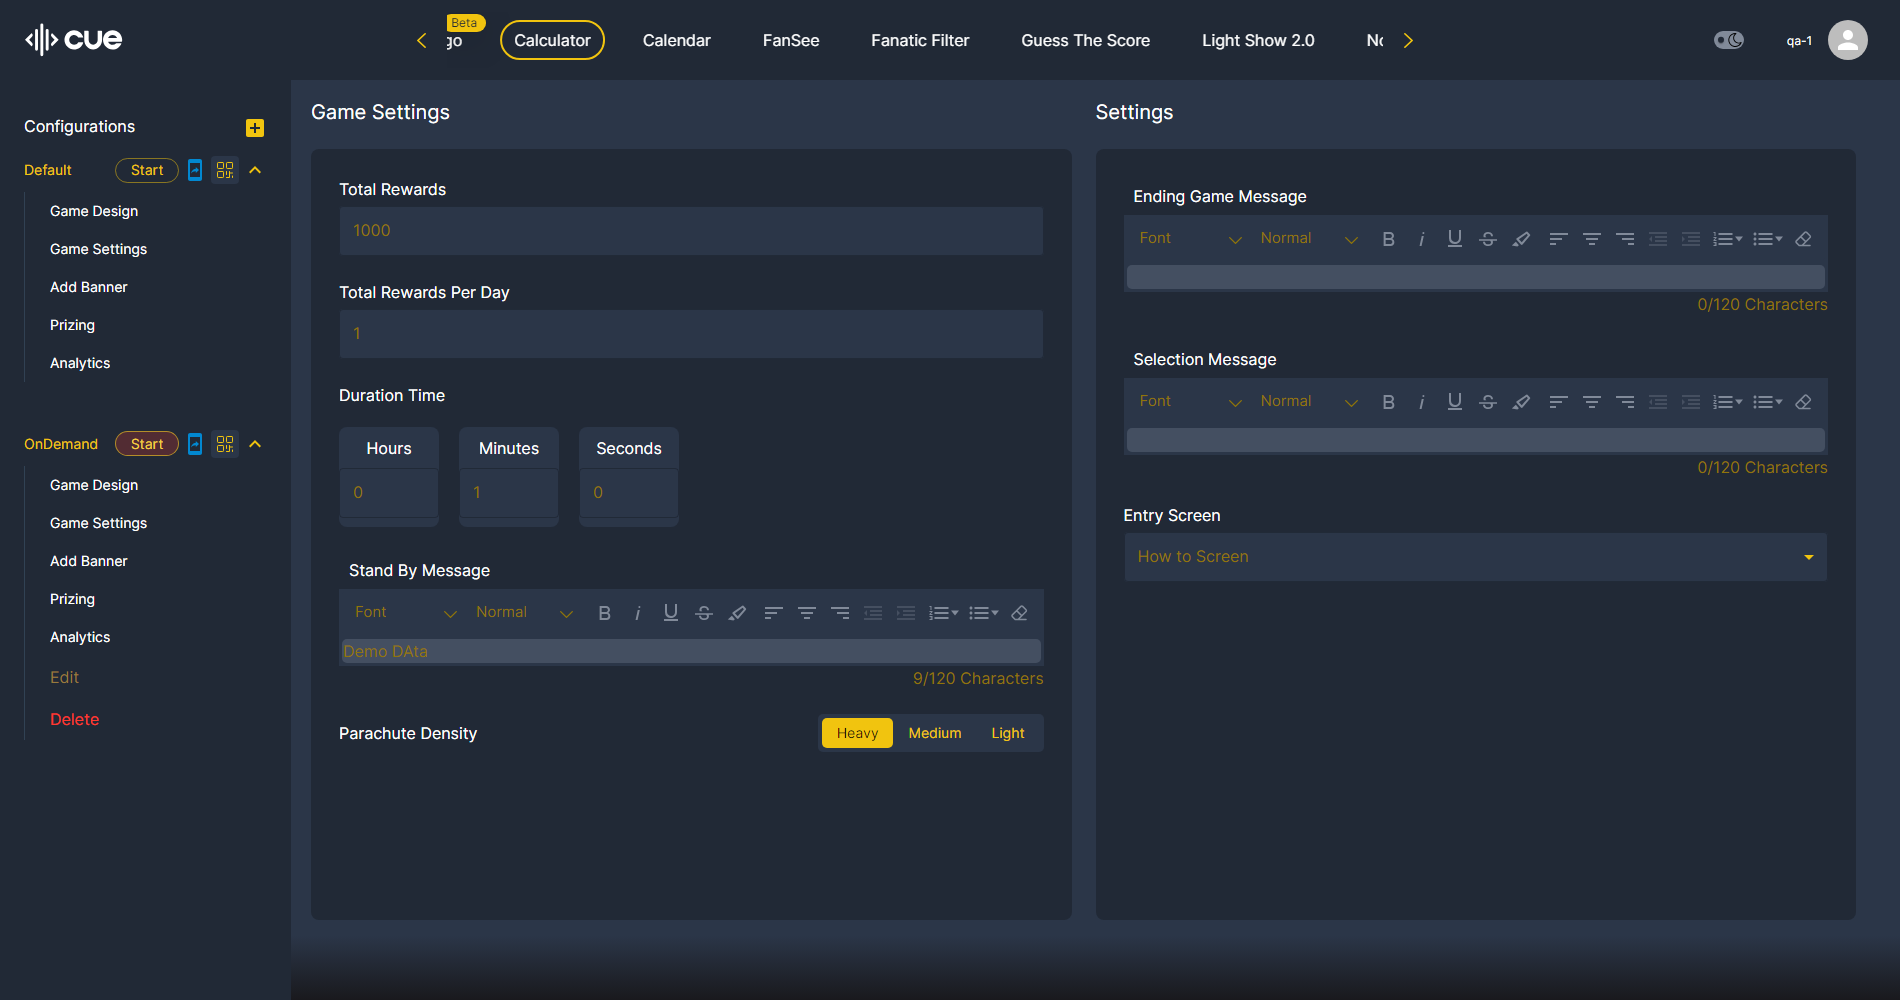 cue
Beta
go
Calculator
Calendar
FanSee
Fanatic Filter
Guess The Score
Light Show 2.0
qa-1
Configurations
Default
Start
Game Design
Game Settings
Add Banner
Prizing
Analytics
OnDemand
Start
Game Design
Game Settings
Add Banner
Prizing
Analytics
Edit
Delete
Game Settings
Total Rewards
1000
Total Rewards Per Day
1
Duration Time
Hours
Minutes
Seconds
0
1
0
Stand By Message
Font
Normal
B
i
U
S
Demo DAta
9/120 Characters
Parachute Density
Heavy
Medium
Light
Settings
Ending Game Message
Font
Normal
B
i
U
S
0/120 Characters
Selection Message
Font
Normal
B
i
U
S
0/120 Characters
Entry Screen
How to Screen